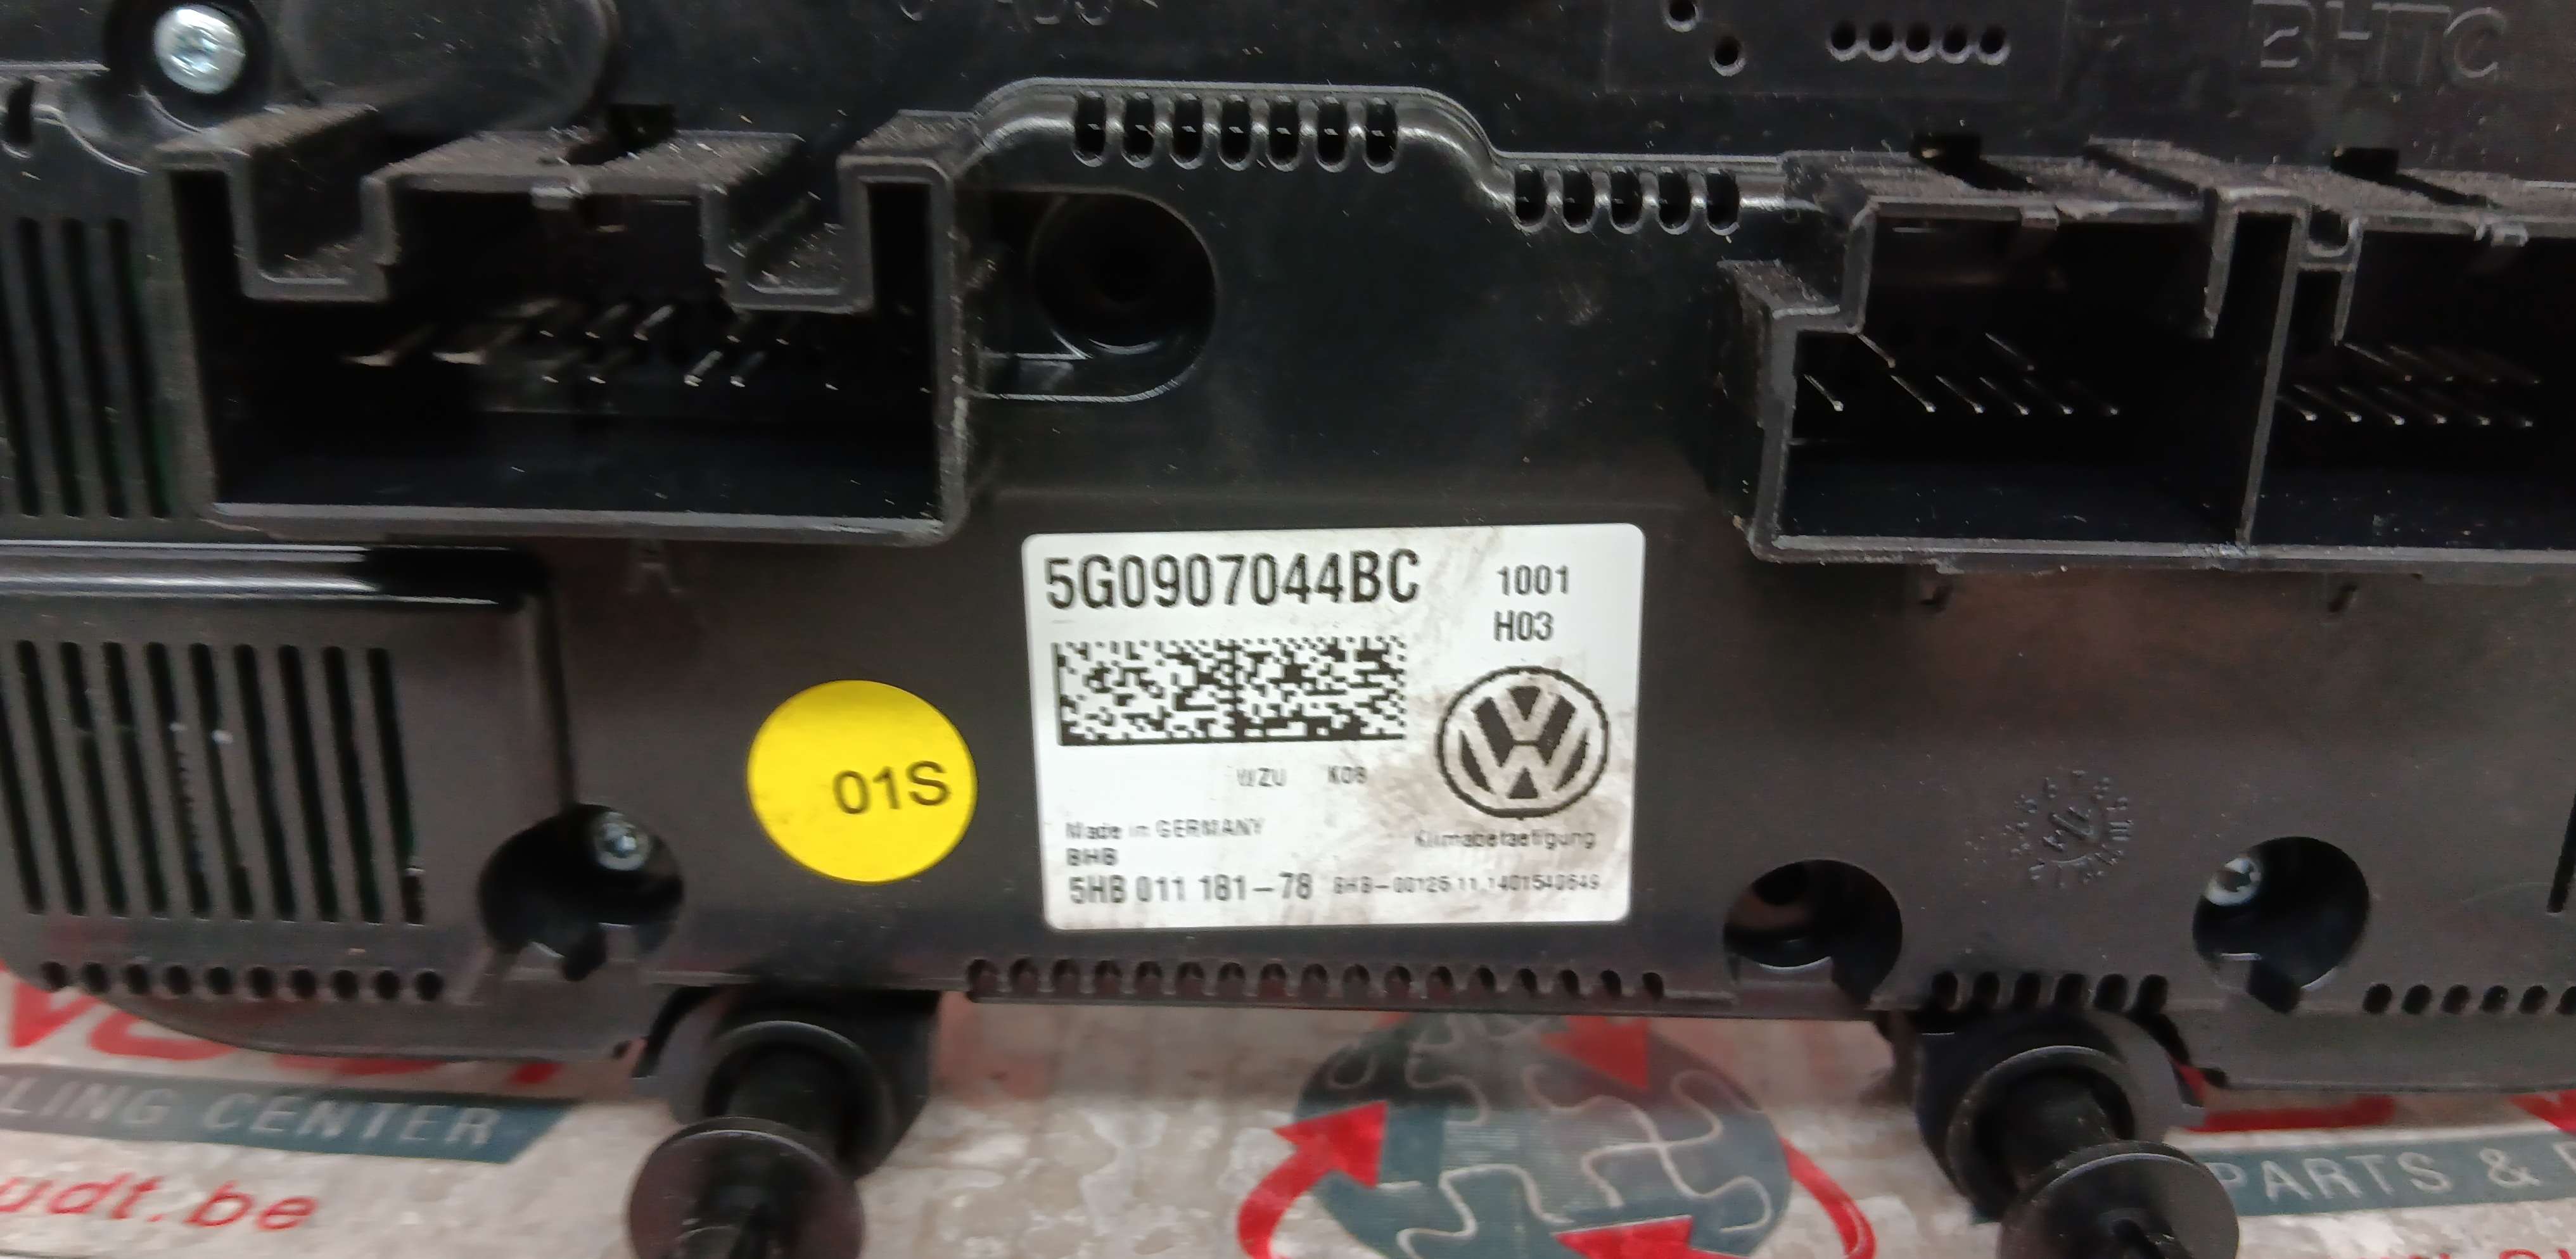 BHTC
5G0907044BC
1001
H03
WZU K08
Made in GERMANY
BHB
Klimabetaetigung
5HB 011 181-78 BHB-00126.11.1401540649
01S
LING CENTER
udt.be
PARTS &